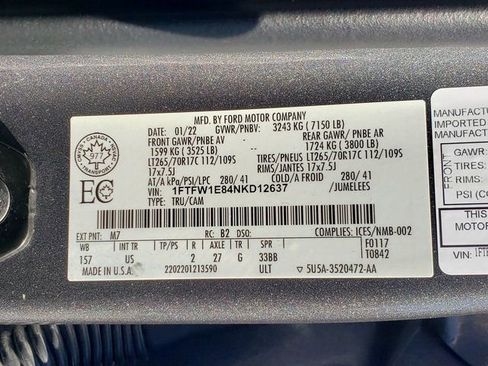 MFD. BY FORD MOTOR COMPANY
01/22 GVWR/PNBV: 3243 KG ( 7150 LB)
FRONT GAWR/PNBE AV REAR GAWR/ PNBE AR
1599 KG ( 3525 LB) 1724 KG ( 3800 LB)
LT265/70R17C 112/109S TIRES/PNEUS LT265/70R17C 112/109S
17x7.5J RIMS/JANTES 17x7.5J
AT/A kPa/PSI/LPC 280/ 41 COLD/A FROID 280/ 41
VIN: 1FTFW1E84NKD12637 /JUMELEES
TYPE: TRU/CAM
CANADA
977
EC
COMPLIES: ICES/NMB-002
EXT PNT: M7 RC: B2 F0117
WB INT TR TP/PS R AXLE TR SPR T0842
157 US 2 27 G 33BB
MADE IN U.S.A. 2202201213590 ULT 5U5A-3520472-AA
MANUFACTUR
IMPORTED
GAWR:
TIRES:
RIMS:
PSI (C
THIS
MOTOR
VIN: